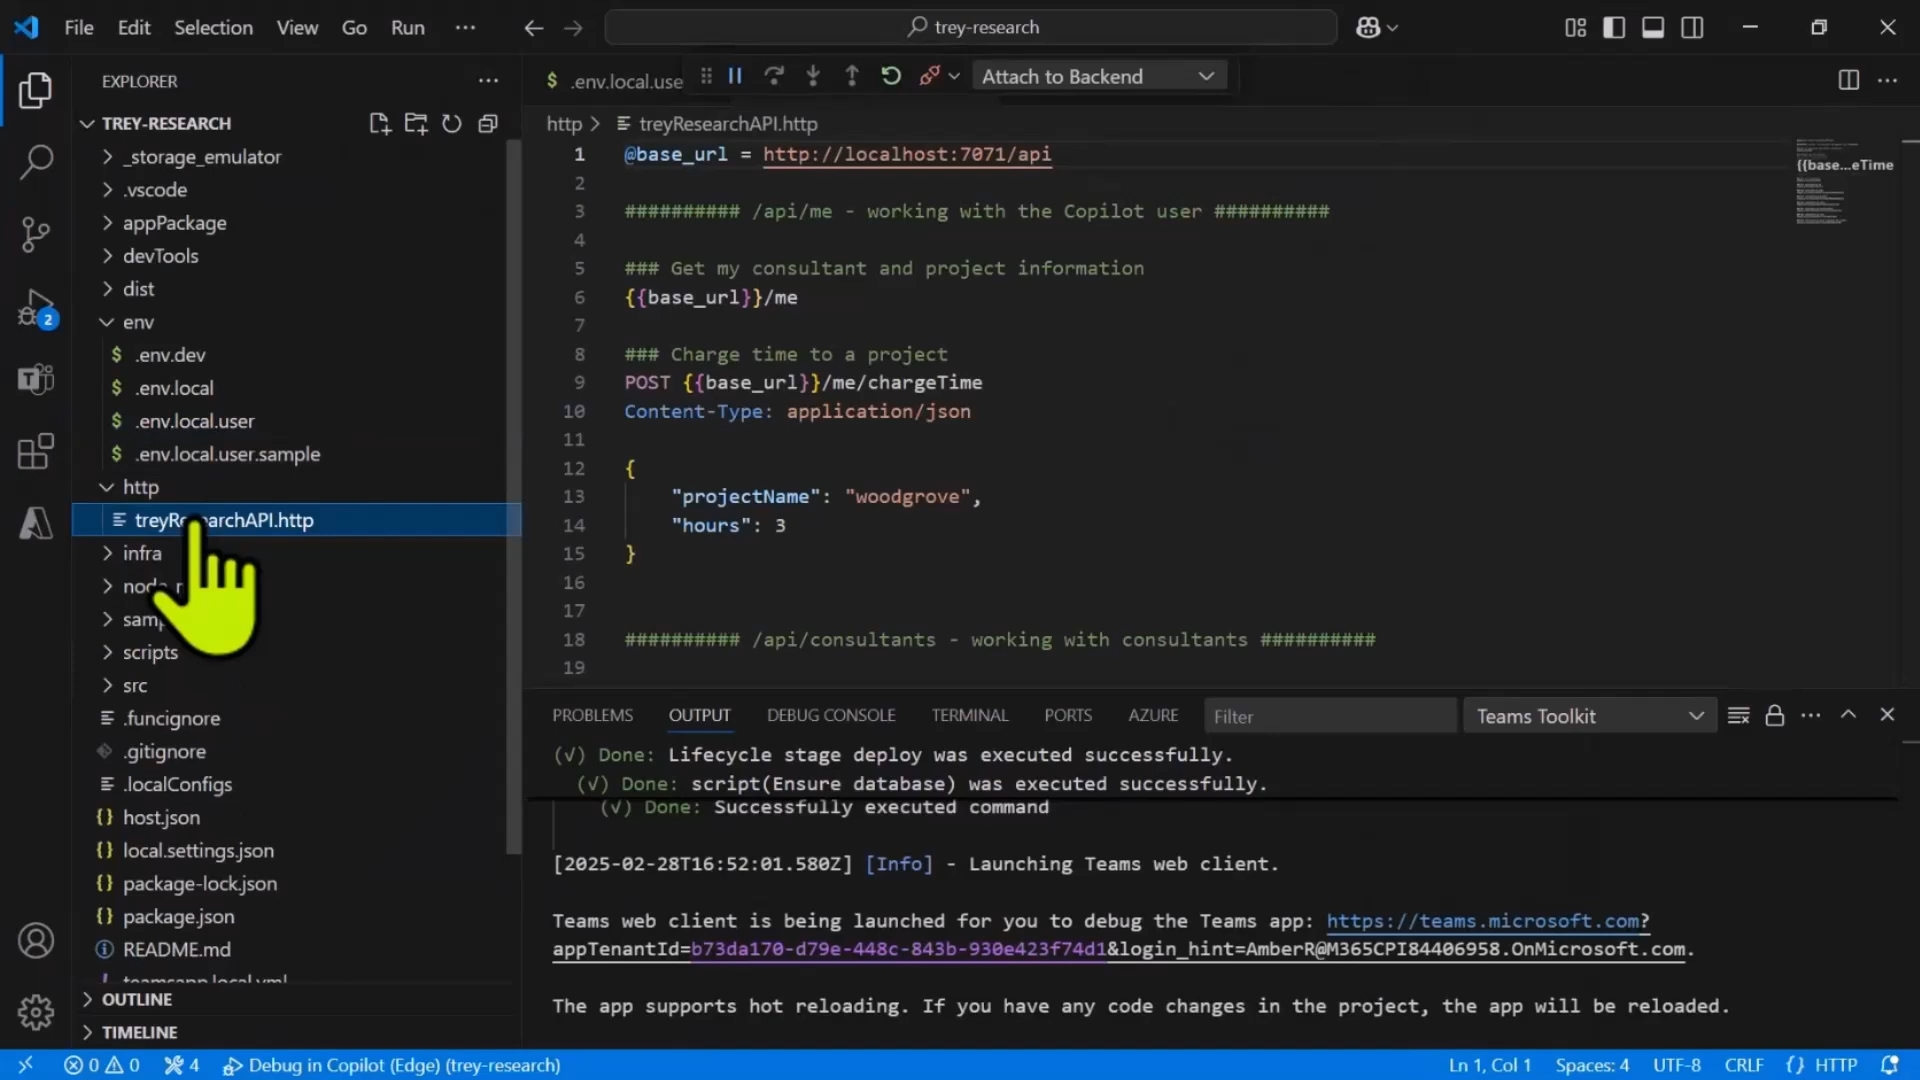 File Edit Selection View Go Run ···
trey-research
EXPLORER
TREY-RESEARCH
_storage_emulator
.vscode
appPackage
devTools
dist
env
$ .env.dev
$ .env.local
$ .env.local.user
$ .env.local.user.sample
http
treyResearchAPI.http
infra
scripts
src
.funcignore
.gitignore
.localConfigs
{} host.json
{} local.settings.json
{} package-lock.json
{} package.json
README.md
teamsapp.local.yml
OUTLINE
TIMELINE
2
$ .env.local.use
Attach to Backend
http > treyResearchAPI.http
1 @base_url = http://localhost:7071/api
2
3 ########## /api/me - working with the Copilot user ##########
4
5 ### Get my consultant and project information
6 {{base_url}}/me
7
8 ### Charge time to a project
9 POST {{base_url}}/me/chargeTime
10 Content-Type: application/json
11
12 {
13 "projectName": "woodgrove",
14 "hours": 3
15 }
16
17
18 ########## /api/consultants - working with consultants ##########
19
{{base...eTime
PROBLEMS OUTPUT DEBUG CONSOLE TERMINAL PORTS AZURE Filter Teams Toolkit
(√) Done: Lifecycle stage deploy was executed successfully.
(√) Done: script(Ensure database) was executed successfully.
(√) Done: Successfully executed command
[2025-02-28T16:52:01.580Z] [Info] - Launching Teams web client.
Teams web client is being launched for you to debug the Teams app: https://teams.microsoft.com?
appTenantId=b73da170-d79e-448c-843b-930e423f74d1&login_hint=AmberR@M365CPI84406958.OnMicrosoft.com.
The app supports hot reloading. If you have any code changes in the project, the app will be reloaded.
0 0 4 Debug in Copilot (Edge) (trey-research)
Ln 1, Col 1 Spaces: 4 UTF-8 CRLF {} HTTP